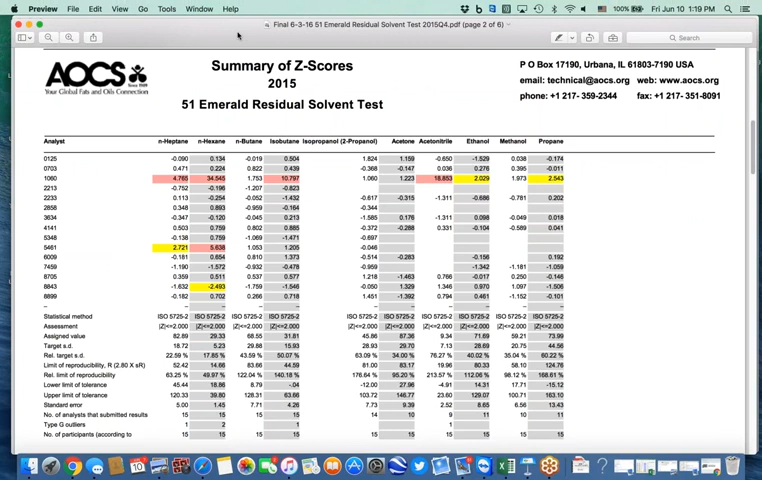 Preview File Edit View Go Tools Window Help 100% Fri Jun 10 1:19 PM
Final 6-3-16 51 Emerald Residual Solvent Test 2015Q4.pdf (page 2 of 6)
Search
AOCS
Your Global Fats and Oils Connection
Summary of Z-Scores
2015
51 Emerald Residual Solvent Test
P O Box 17190, Urbana, IL 61803-7190 USA
email: technical@aocs.org web: www.aocs.org
phone: +1 217- 359-2344 fax: +1 217- 351-8091
Analyst n-Heptane n-Hexane n-Butane Isobutane Isopropanol (2-Propanol) Acetone Acetonitrile Ethanol Methanol Propane
0125 -0.090 0.134 -0.019 0.504 1.824 1.159 -0.650 -1.529 0.038 -0.174
0703 0.471 0.224 0.822 0.439 -0.368 -0.147 0.036 0.276 0.395 -0.011
1060 4.765 34.545 1.753 10.797 1.060 1.223 18.853 2.029 1.973 2.543
2213 -0.752 -0.196 -1.207 -0.823
2233 0.113 -0.254 -0.052 -1.432 -0.617 -0.315 -1.311 -0.686 -0.781 0.202
2858 0.348 0.893 -0.959 -0.164 -0.344
3634 -0.347 -0.120 -0.045 0.213 -1.585 0.176 -1.311 0.098 -0.049 0.018
4141 0.503 0.759 0.802 0.885 -0.372 -0.288 0.331 -0.104 -0.589 0.041
5348 -0.138 0.759 -1.069 -0.471 -0.697
5461 2.721 5.638 1.053 1.205 -0.046
6009 -0.181 0.654 0.810 1.373 -0.514 -0.283 -0.156 0.192
7459 -1.190 -1.572 -0.932 -0.478 -0.959 -1.342 -1.181 -1.059
8705 0.359 0.511 0.537 0.577 1.218 -1.463 0.766 -0.017 0.250 -0.146
8843 -1.632 -2.493 -1.759 -1.546 -0.050 1.329 1.346 0.970 1.097 -1.506
8899 -0.182 0.702 0.266 0.718 1.451 -1.392 0.794 0.461 -1.152 -0.101
Statistical method ISO 5725-2 ISO 5725-2 ISO 5725-2 ISO 5725-2 ISO 5725-2 ISO 5725-2 ISO 5725-2 ISO 5725-2 ISO 5725-2 ISO 5725-2
Assessment |Z|<=2.000 |Z|<=2.000 |Z|<=2.000 |Z|<=2.000 |Z|<=2.000 |Z|<=2.000 |Z|<=2.000 |Z|<=2.000 |Z|<=2.000 |Z|<=2.000
Assigned value 82.89 29.33 68.55 31.81 45.86 87.36 9.34 71.69 59.21 73.99
Target s.d. 18.72 5.23 29.88 15.93 28.93 29.70 7.13 28.69 20.75 44.56
Rel. target s.d. 22.59 % 17.85 % 43.59 % 50.07 % 63.09 % 34.00 % 76.27 % 40.02 % 35.04 % 60.22 %
Limit of reproducibility, R (2.80 X sR) 52.42 14.66 83.66 44.59 81.00 83.17 19.96 80.33 58.10 124.76
Rel. limit of reproducibility 63.25 % 49.97 % 122.04 % 140.18 % 176.64 % 95.20 % 213.57 % 112.06 % 98.12 % 168.61 %
Lower limit of tolerance 45.44 18.86 8.79 -.04 -12.00 27.96 -4.91 14.31 17.71 -15.12
Upper limit of tolerance 120.33 39.80 128.31 63.66 103.72 146.77 23.60 129.07 100.71 163.10
Standard error 5.00 1.45 7.71 4.26 7.73 9.39 2.52 8.65 6.56 13.43
No. of analysts that submitted results 15 15 15 15 14 10 9 11 10 11
Type G outliers 1 2 1 1
No. of participants (according to 15 15 15 15 15 15 15 15 15 15